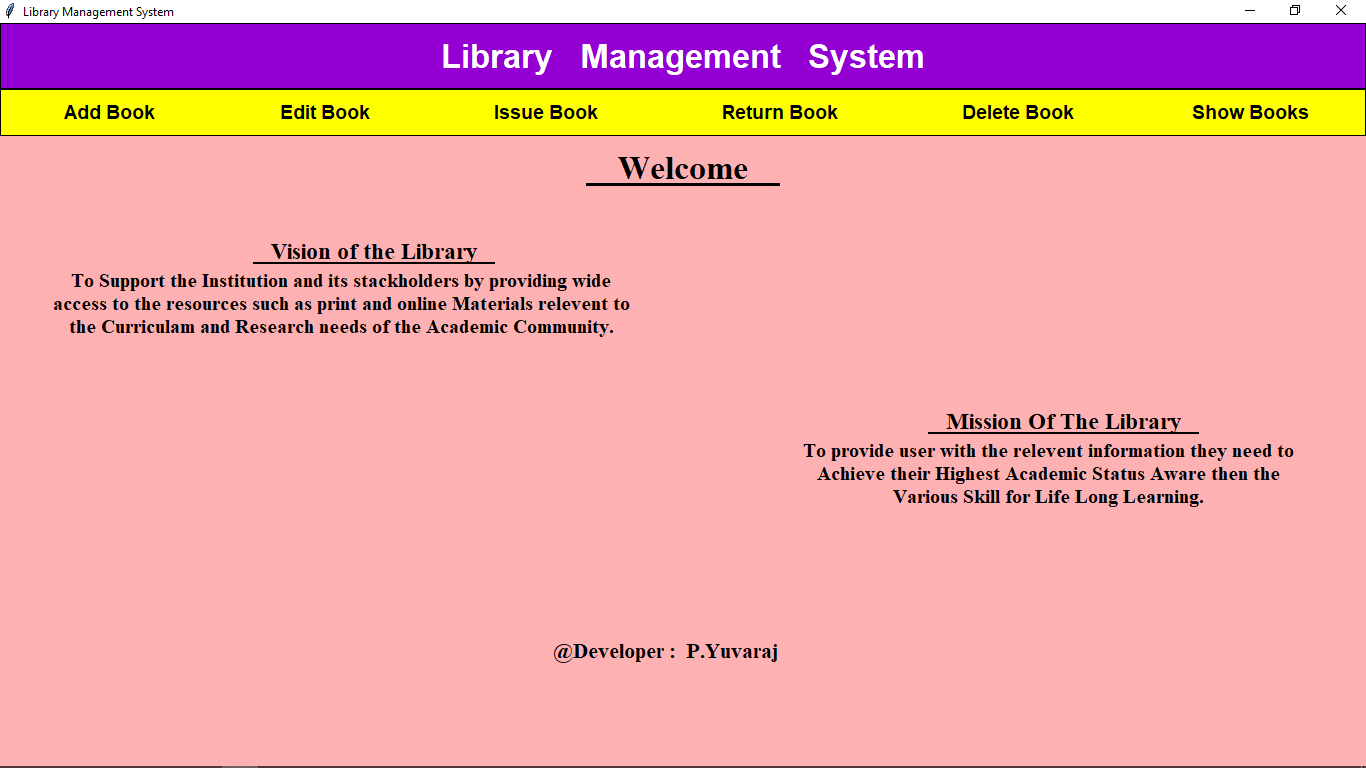 Library Management System
Library Management System
Add Book Edit Book Issue Book Return Book Delete Book Show Books
Welcome
Vision of the Library
To Support the Institution and its stackholders by providing wide
access to the resources such as print and online Materials relevent to
the Curriculam and Research needs of the Academic Community.
Mission Of The Library
To provide user with the relevent information they need to
Achieve their Highest Academic Status Aware then the
Various Skill for Life Long Learning.
@Developer : P.Yuvaraj